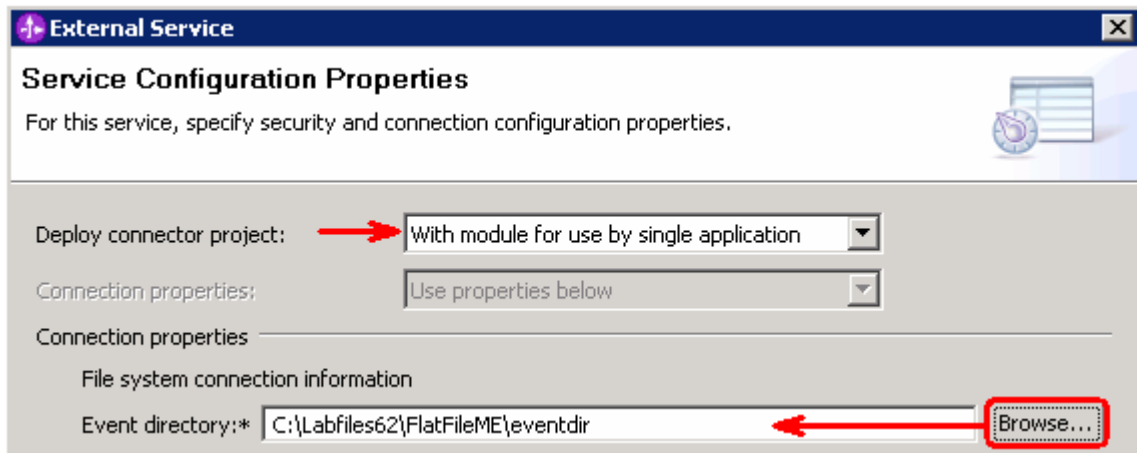 External Service
Service Configuration Properties
For this service, specify security and connection configuration properties.
Deploy connector project: With module for use by single application
Connection properties: Use properties below
Connection properties
File system connection information
Event directory:* C:\Labfiles62\FlatFileME\eventdir Browse...